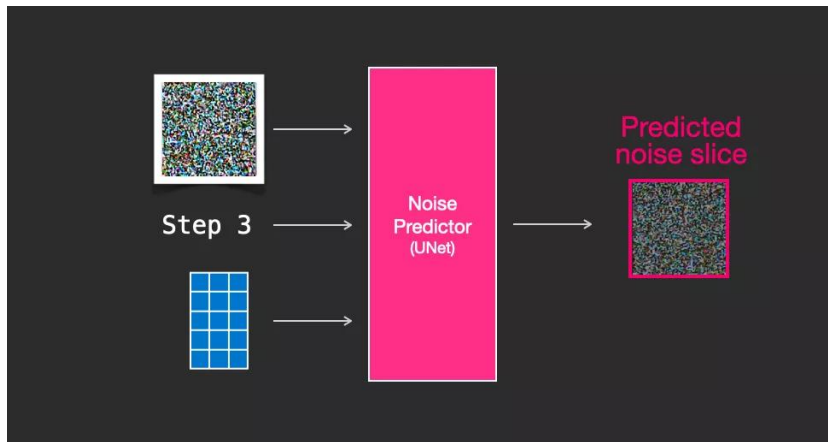 Step 3
Noise
Predictor
(UNet)
Predicted
noise slice